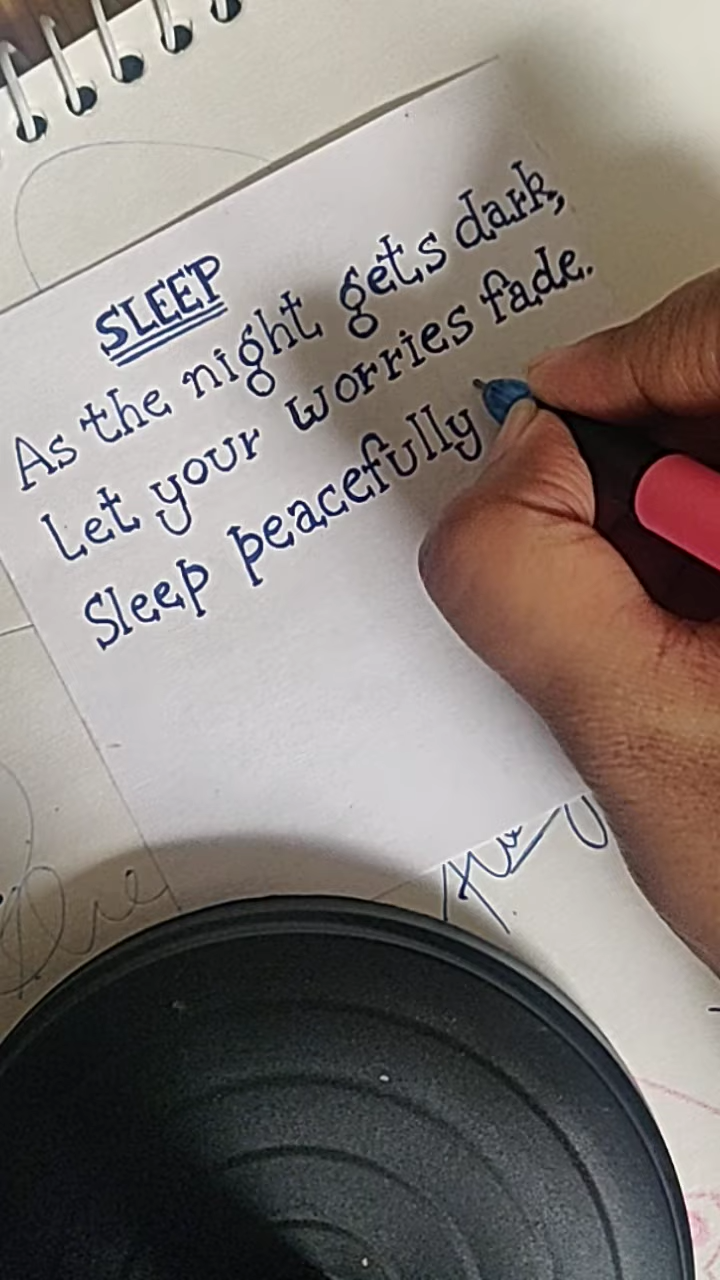 SLEEP
As the night gets dark,
Let your worries fade.
Sleep peacefully